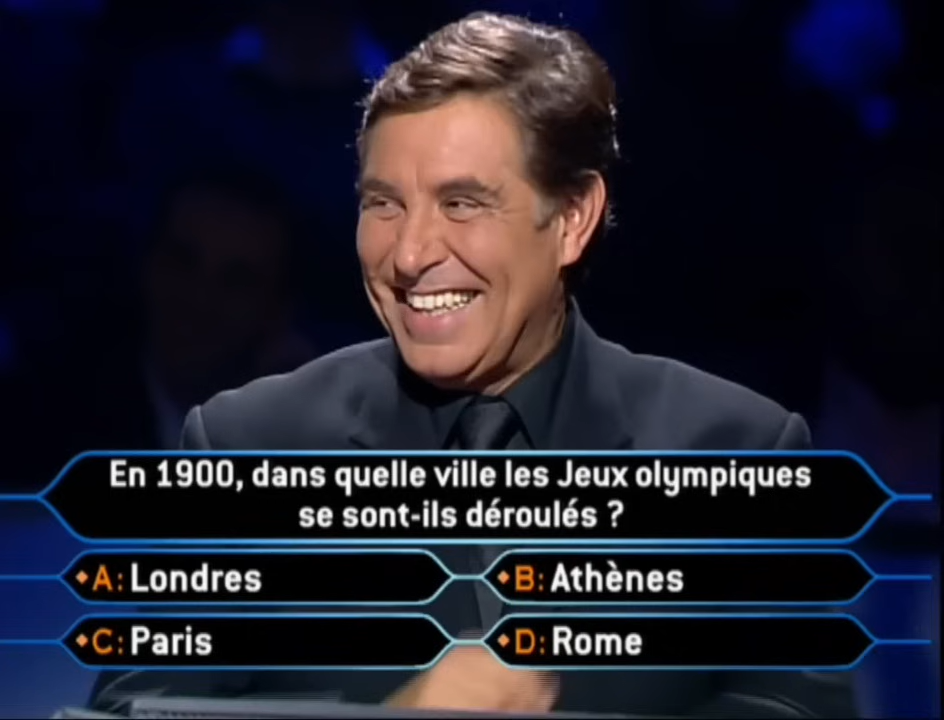 En 1900, dans quelle ville les Jeux olympiques
se sont-ils déroulés ?
A: Londres
B: Athènes
C: Paris
D: Rome